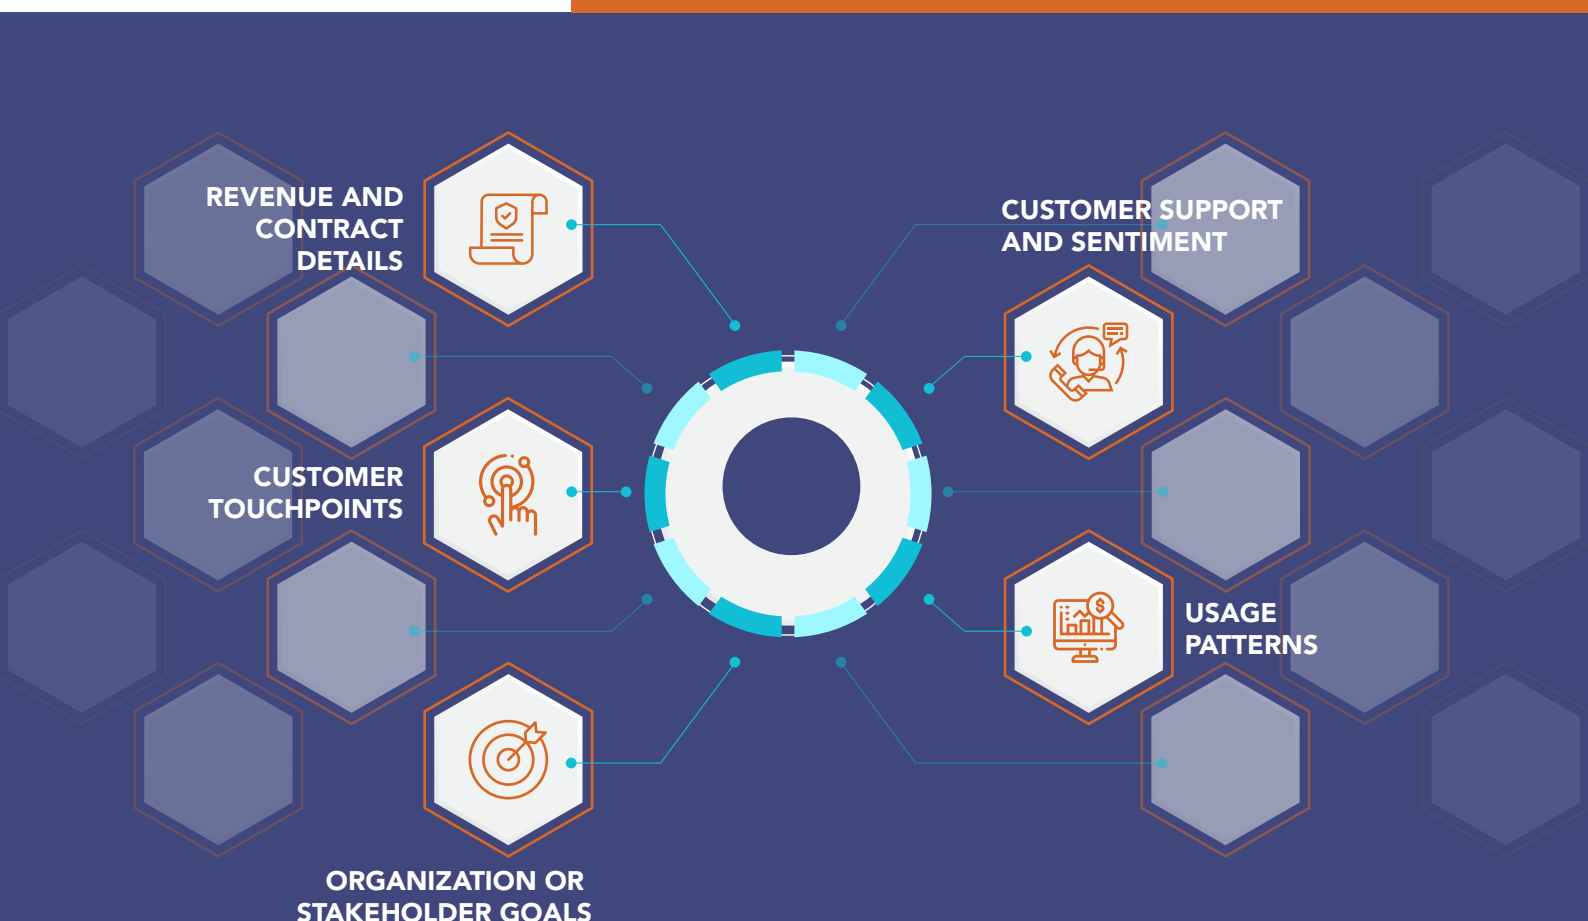 REVENUE AND
CONTRACT
DETAILS
CUSTOMER SUPPORT
AND SENTIMENT
CUSTOMER
TOUCHPOINTS
USAGE
PATTERNS
ORGANIZATION OR
STAKEHOLDER GOALS